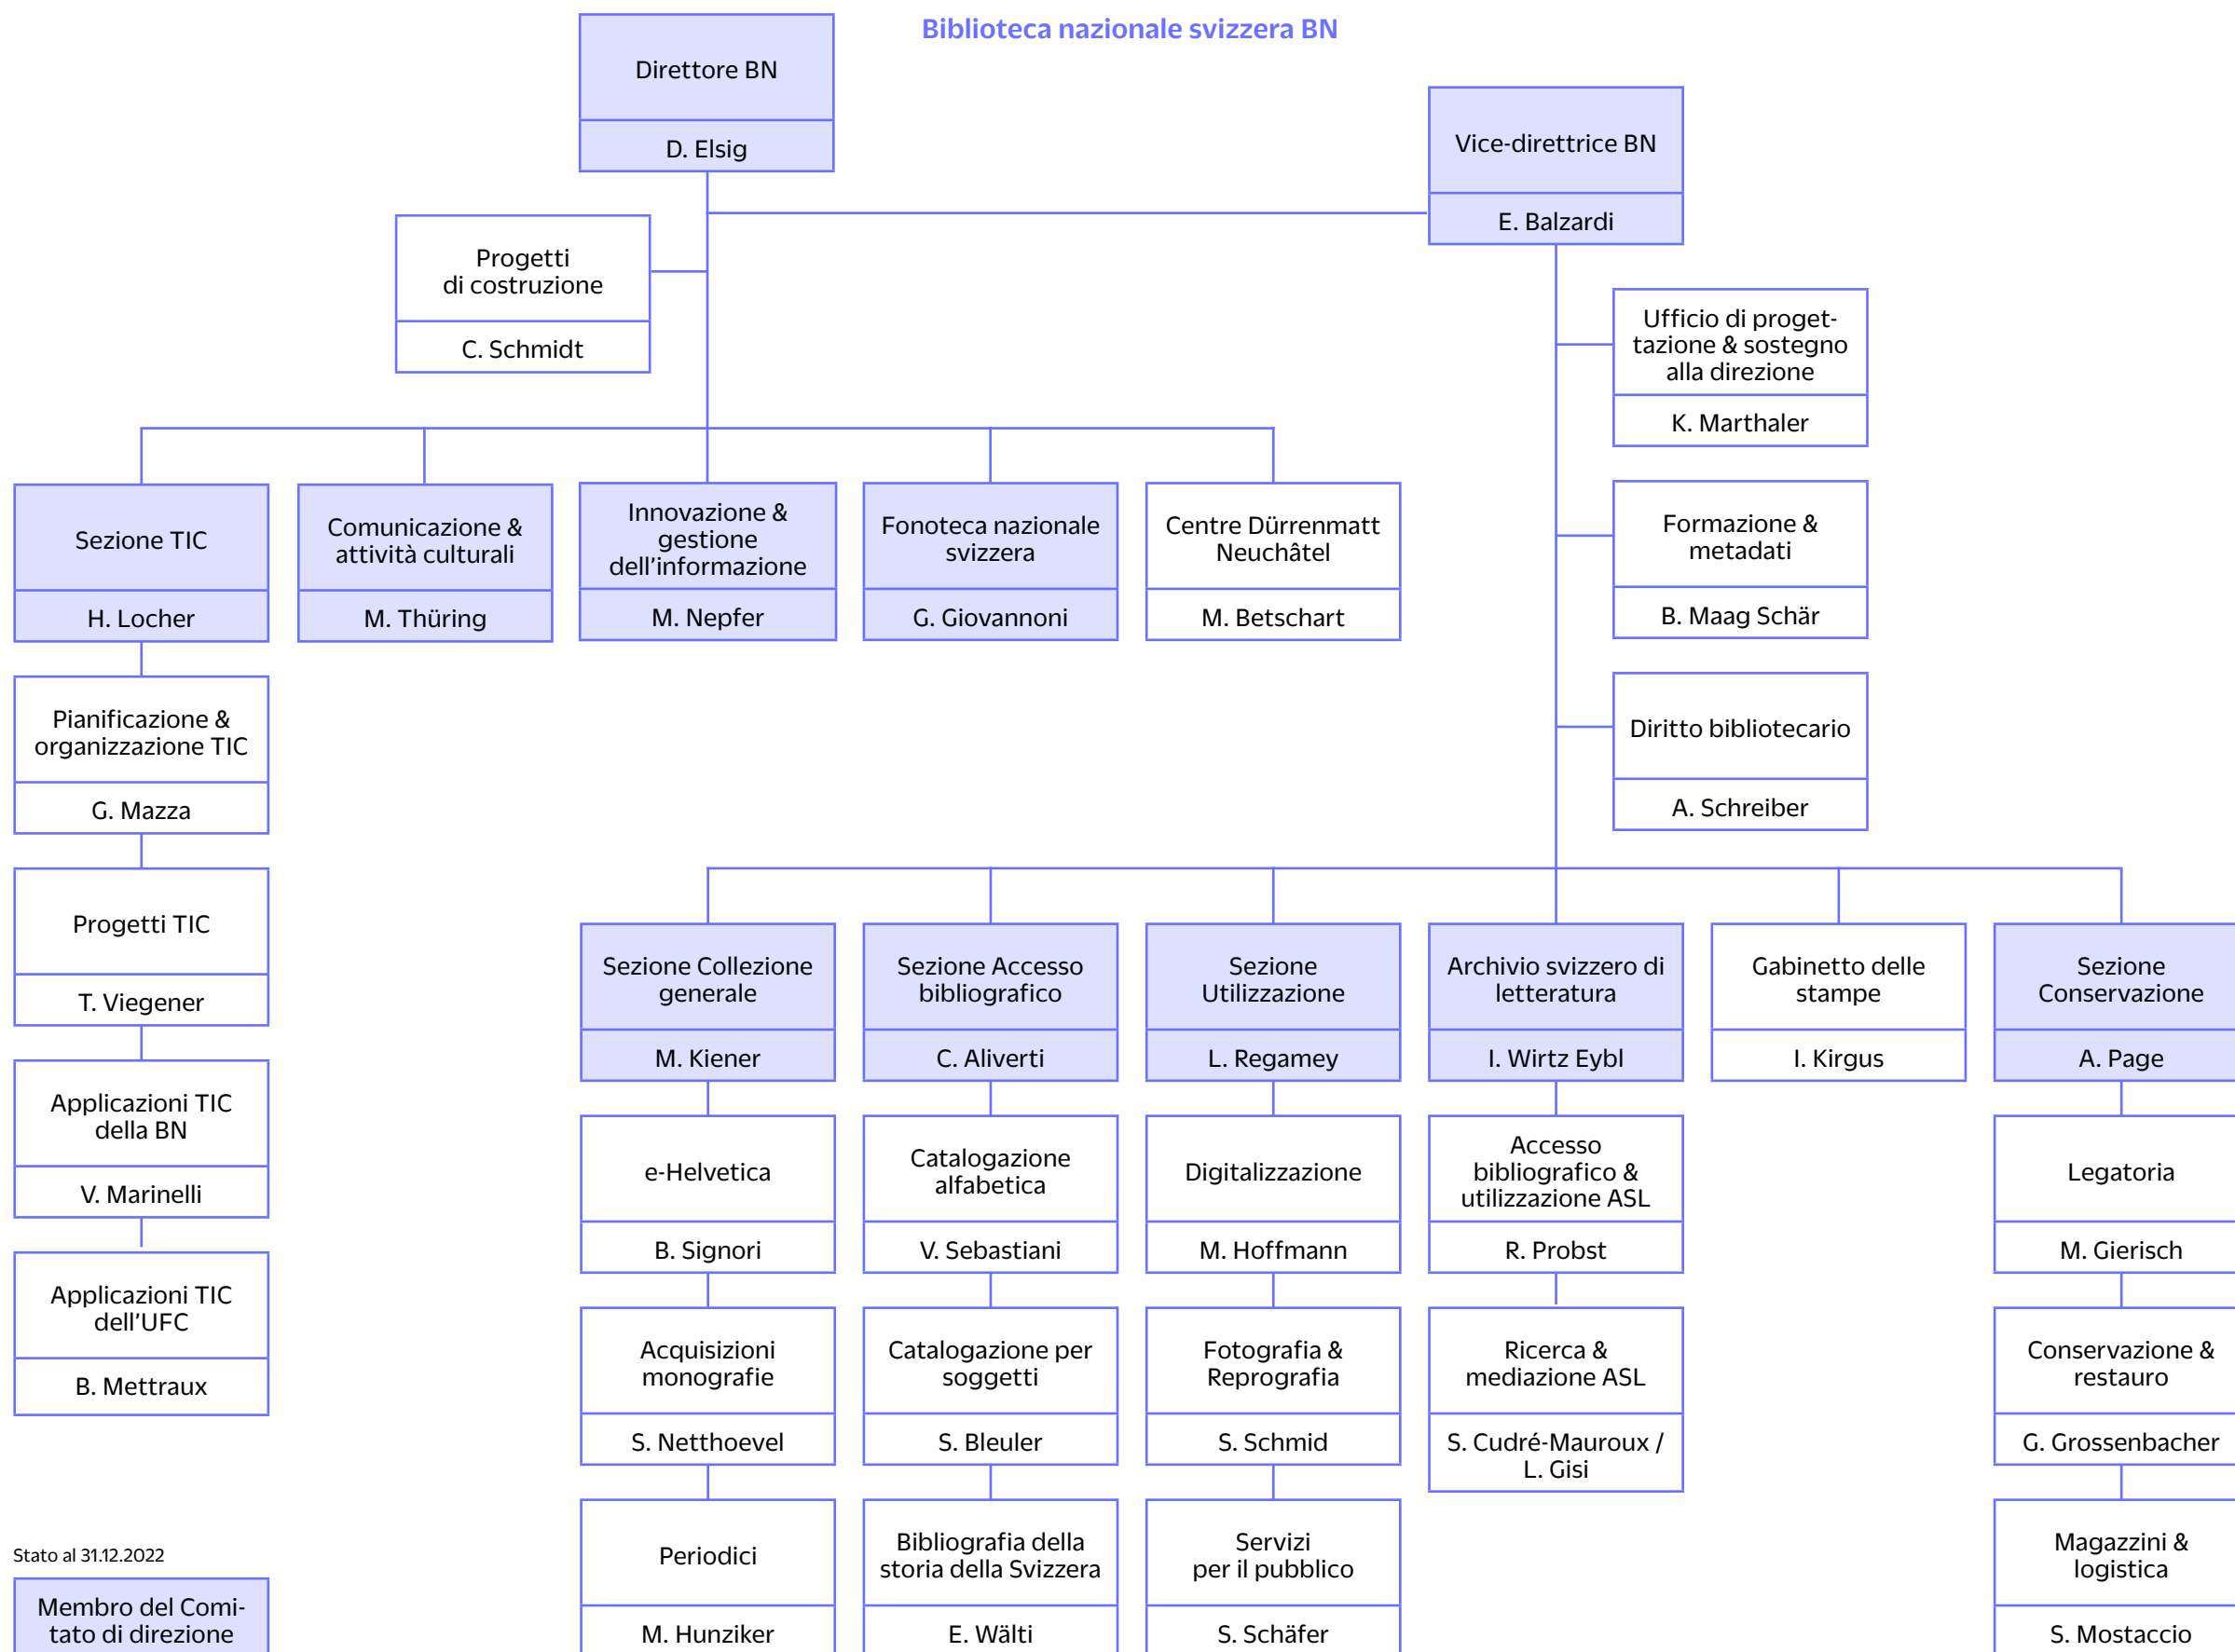 Biblioteca nazionale svizzera BN
Direttore BN
D. Elsig
Vice-direttrice BN
E. Balzardi
Progetti
di costruzione
C. Schmidt
Ufficio di proget-
tazione & sostegno
alla direzione
K. Marthaler
Formazione &
metadati
B. Maag Schär
Diritto bibliotecario
A. Schreiber
Sezione TIC
H. Locher
Comunicazione &
attività culturali
M. Thüring
Innovazione &
gestione
dell’informazione
M. Nepfer
Fonoteca nazionale
svizzera
G. Giovannoni
Centre Dürrenmatt
Neuchâtel
M. Betschart
Pianificazione &
organizzazione TIC
G. Mazza
Progetti TIC
T. Viegener
Applicazioni TIC
della BN
V. Marinelli
Applicazioni TIC
dell’UFC
B. Mettraux
Sezione Collezione
generale
M. Kiener
e-Helvetica
B. Signori
Acquisizioni
monografie
S. Netthoevel
Periodici
M. Hunziker
Sezione Accesso
bibliografico
C. Aliverti
Catalogazione
alfabetica
V. Sebastiani
Catalogazione per
soggetti
S. Bleuler
Bibliografia della
storia della Svizzera
E. Wälti
Sezione
Utilizzazione
L. Regamey
Digitalizzazione
M. Hoffmann
Fotografia &
Reprografia
S. Schmid
Servizi
per il pubblico
S. Schäfer
Archivio svizzero di
letteratura
I. Wirtz Eybl
Accesso
bibliografico &
utilizzazione ASL
R. Probst
Ricerca &
mediazione ASL
S. Cudré-Mauroux /
L. Gisi
Gabinetto delle
stampe
I. Kirgus
Sezione
Conservazione
A. Page
Legatoria
M. Gierisch
Conservazione &
restauro
G. Grossenbacher
Magazzini &
logistica
S. Mostaccio
Stato al 31.12.2022
Membro del Comi-
tato di direzione